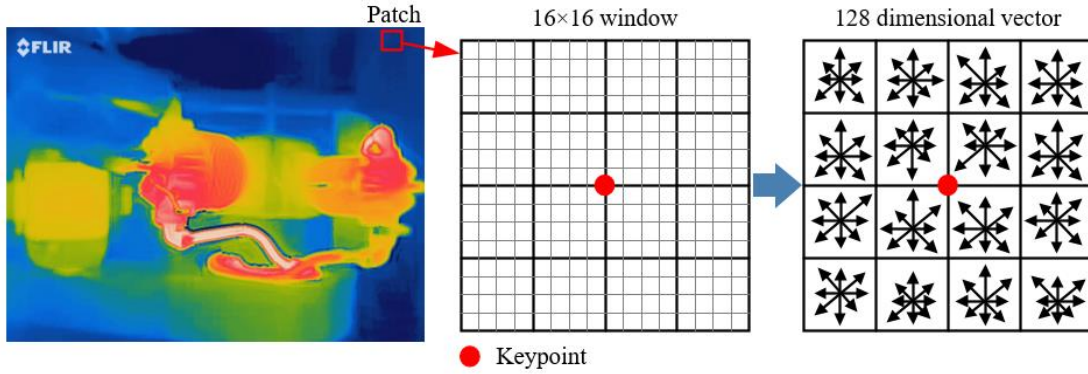 Patch
16×16 window
128 dimensional vector
FLIR
Keypoint